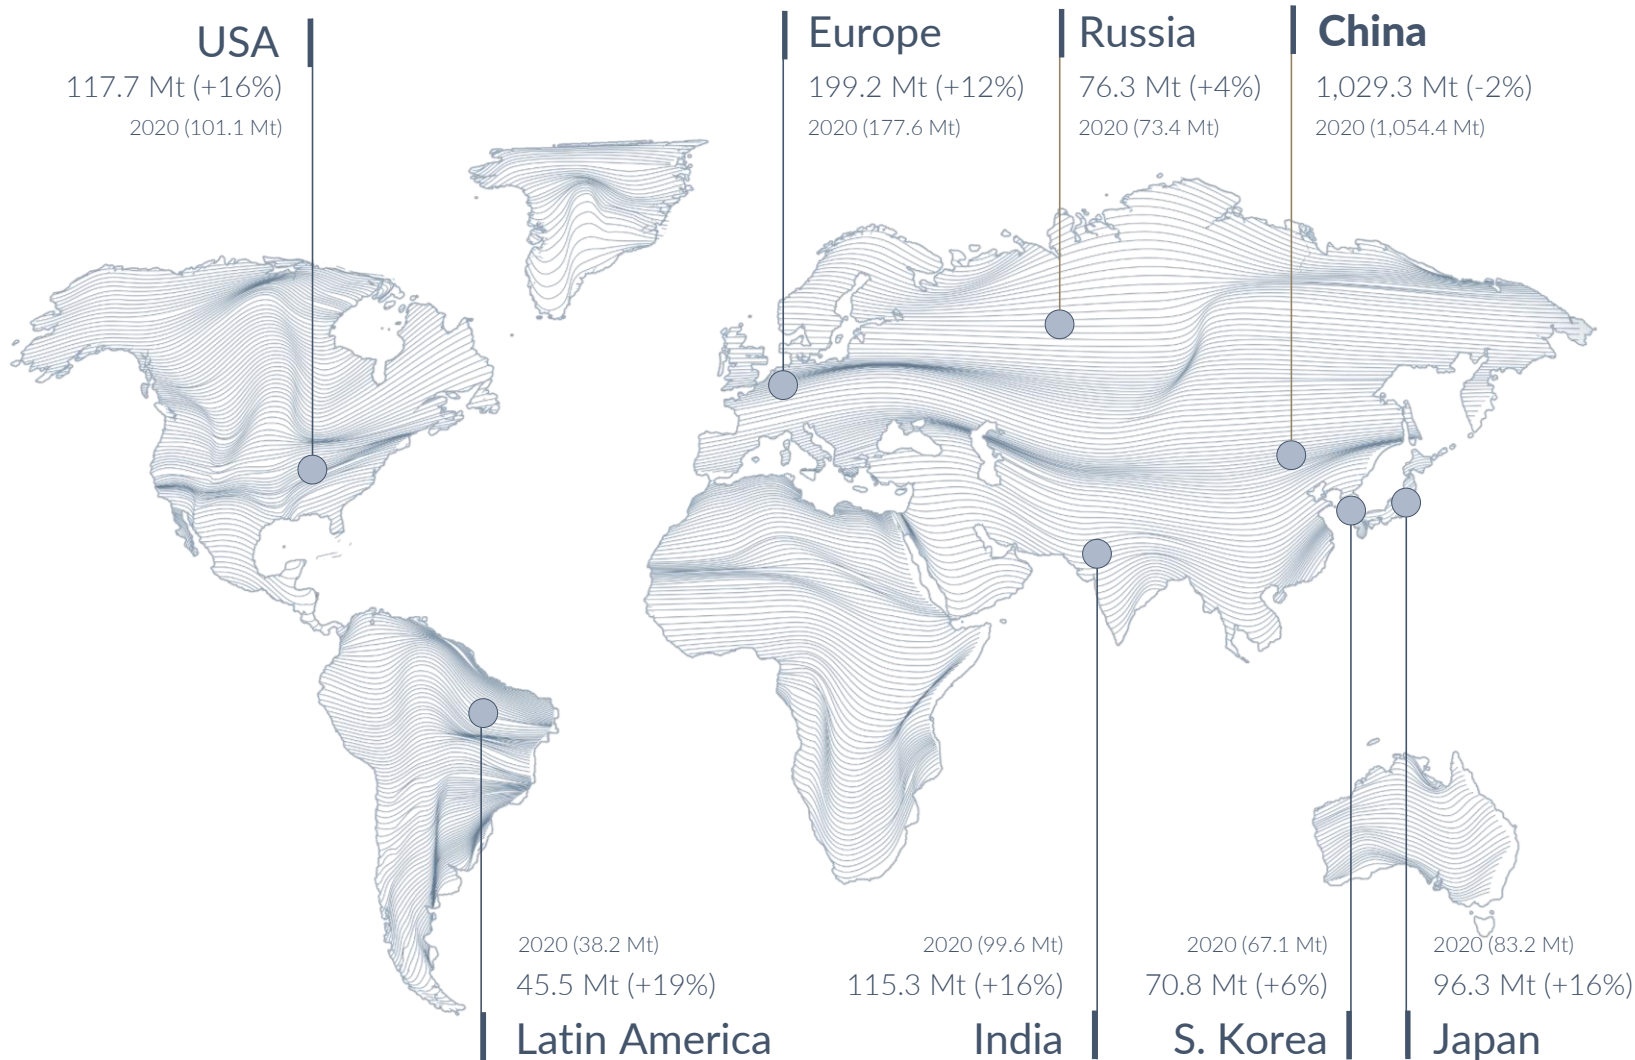 USA
117.7 Mt (+16%)
2020 (101.1 Mt)
Europe
199.2 Mt (+12%)
2020 (177.6 Mt)
Russia
76.3 Mt (+4%)
2020 (73.4 Mt)
China
1,029.3 Mt (-2%)
2020 (1,054.4 Mt)
2020 (38.2 Mt)
45.5 Mt (+19%)
Latin America
2020 (99.6 Mt)
115.3 Mt (+16%)
India
2020 (67.1 Mt)
70.8 Mt (+6%)
S. Korea
2020 (83.2 Mt)
96.3 Mt (+16%)
Japan